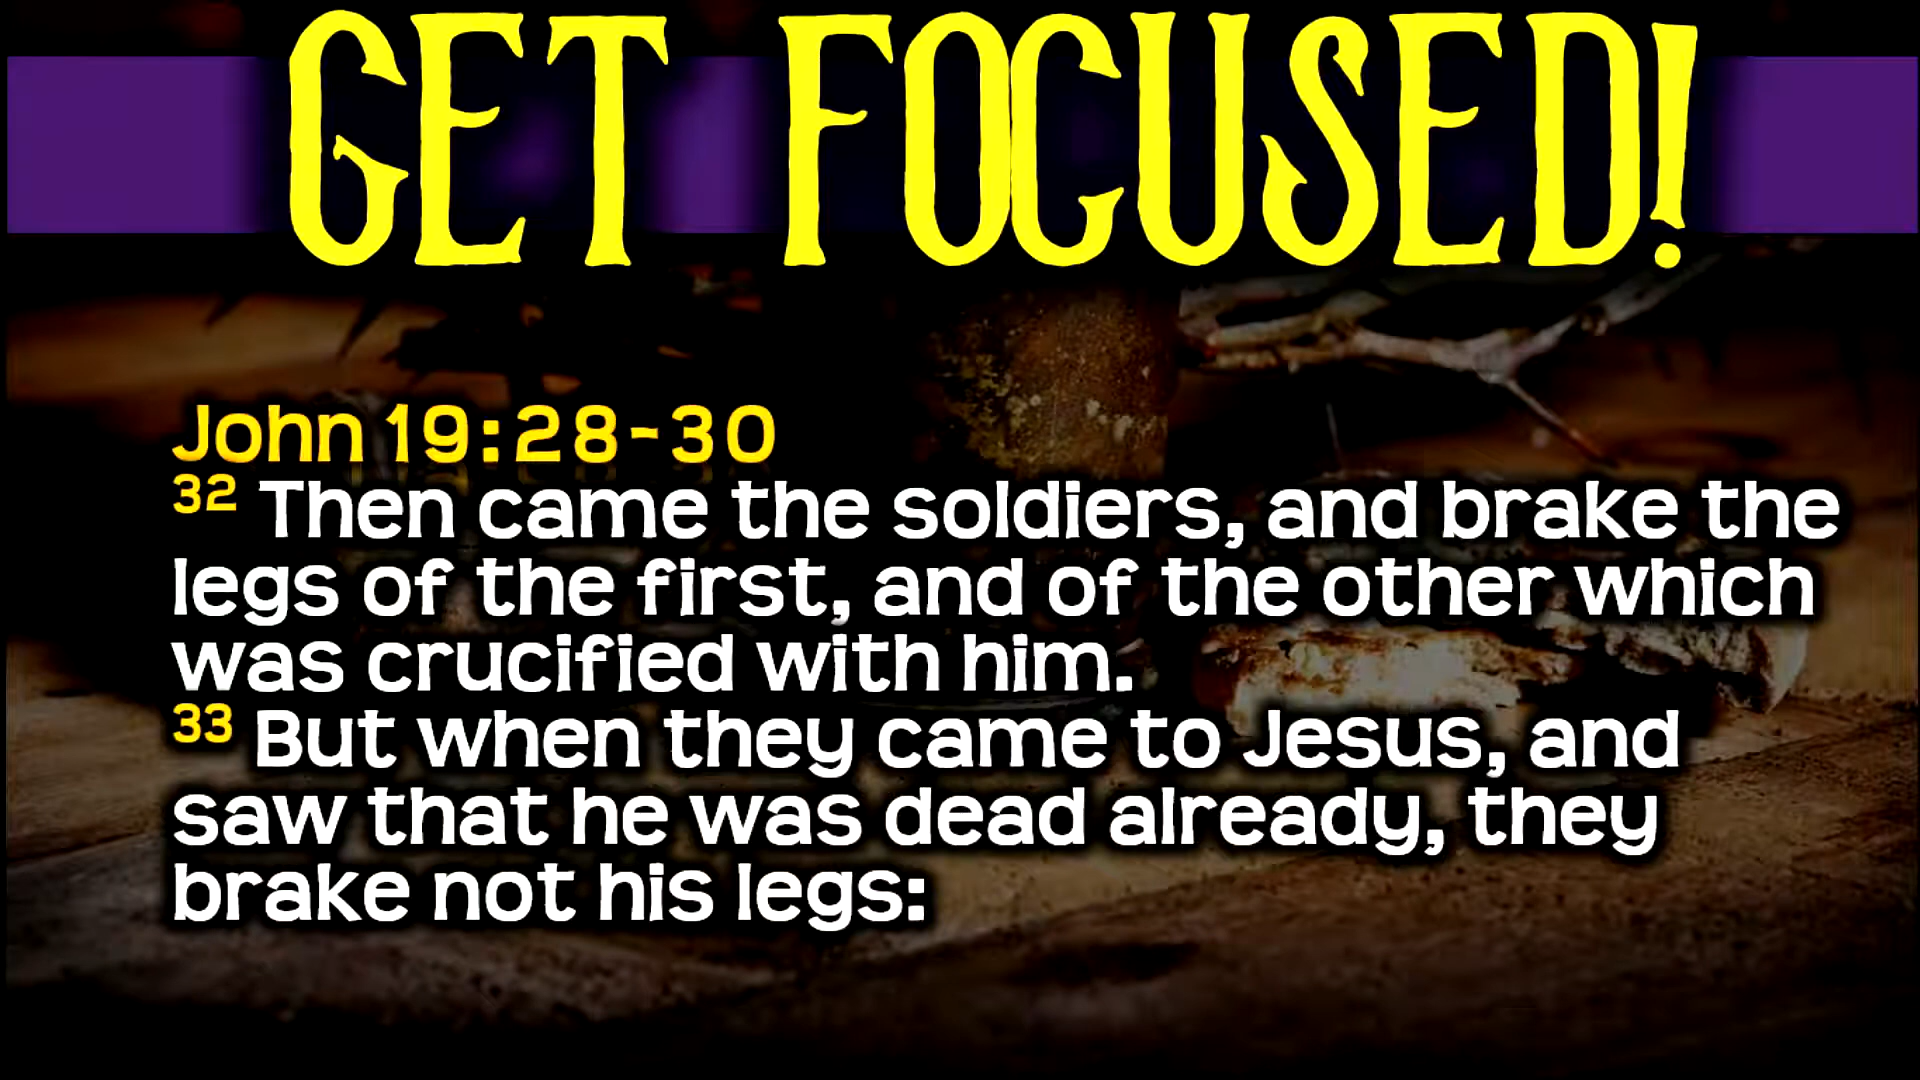 GET FOCUSED!
John 19:28-30
32 Then came the soldiers, and brake the
legs of the first, and of the other which
was crucified with him.
33 But when they came to Jesus, and
saw that he was dead already, they
brake not his legs: